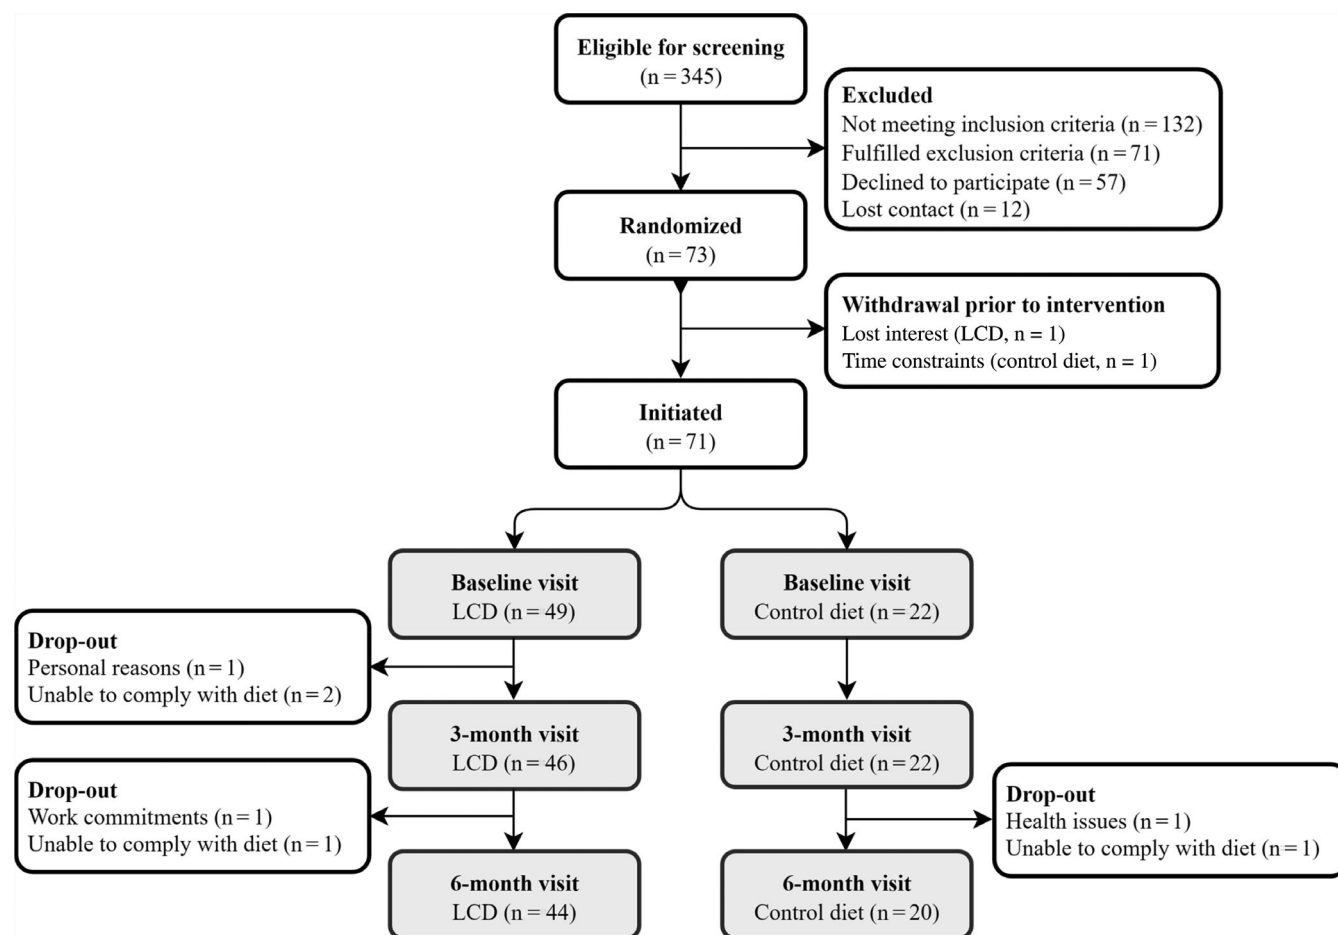 Eligible for screening
(n = 345)
Excluded
Not meeting inclusion criteria (n = 132)
Fulfilled exclusion criteria (n = 71)
Declined to participate (n = 57)
Lost contact (n = 12)
Randomized
(n = 73)
Withdrawal prior to intervention
Lost interest (LCD, n = 1)
Time constraints (control diet, n = 1)
Initiated
(n = 71)
Baseline visit
LCD (n = 49)
Baseline visit
Control diet (n = 22)
Drop-out
Personal reasons (n = 1)
Unable to comply with diet (n = 2)
3-month visit
LCD (n = 46)
3-month visit
Control diet (n = 22)
Drop-out
Work commitments (n = 1)
Unable to comply with diet (n = 1)
Drop-out
Health issues (n = 1)
Unable to comply with diet (n = 1)
6-month visit
LCD (n = 44)
6-month visit
Control diet (n = 20)